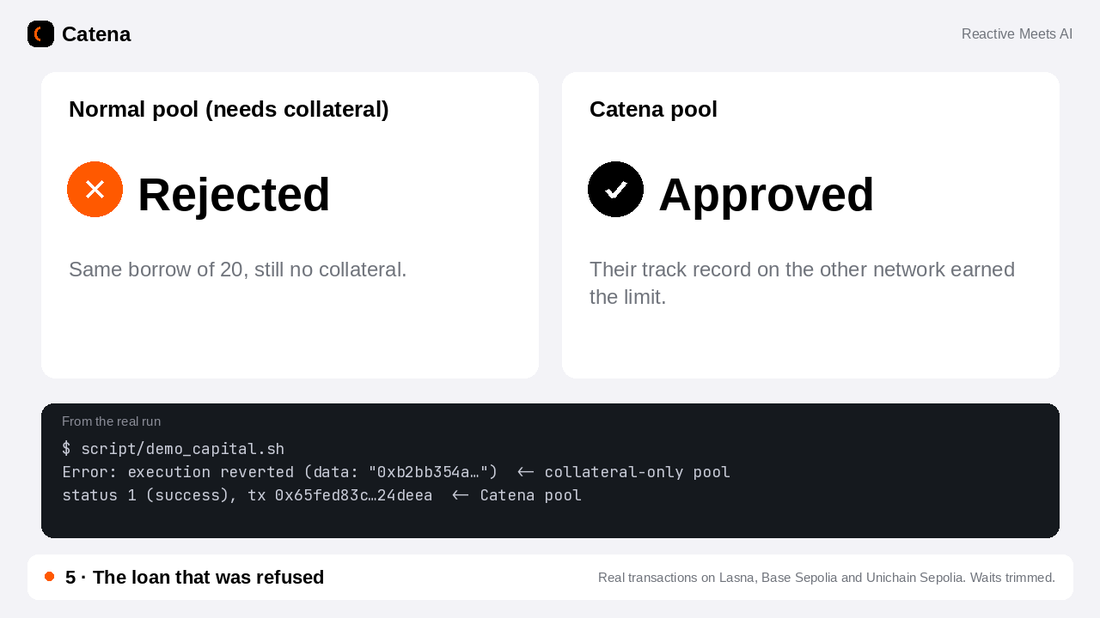 Catena
Reactive Meets AI
Normal pool (needs collateral)
Rejected
Same borrow of 20, still no collateral.
Catena pool
Approved
Their track record on the other network earned
the limit.
From the real run
$ script/demo_capital.sh
Error: execution reverted (data: "0xb2bb354a…") ← collateral-only pool
status 1 (success), tx 0x65fed83c…24deea ← Catena pool
5 · The loan that was refused
Real transactions on Lasna, Base Sepolia and Unichain Sepolia. Waits trimmed.